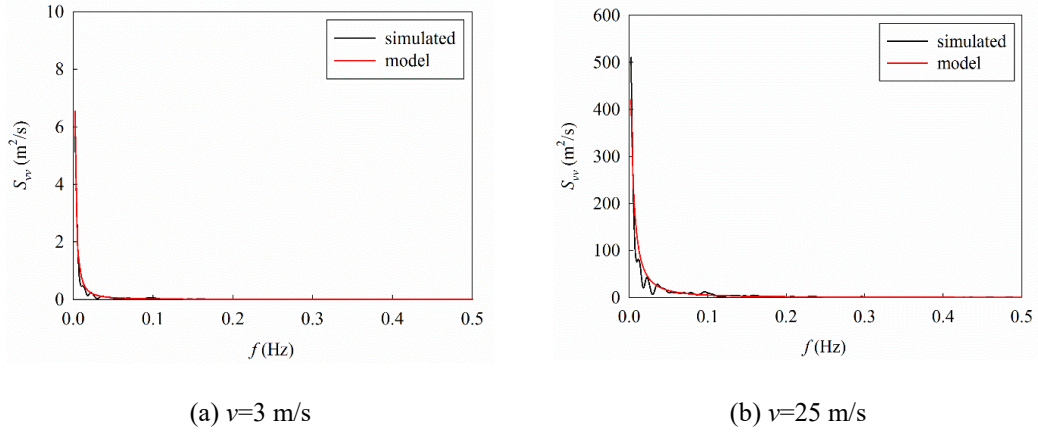 10
8
6
4
2
0
S_vv (m²/s)
simulated
model
0.0 0.1 0.2 0.3 0.4 0.5
f (Hz)
(a) v=3 m/s
600
500
400
300
200
100
0
S_vv (m²/s)
simulated
model
0.0 0.1 0.2 0.3 0.4 0.5
f (Hz)
(b) v=25 m/s